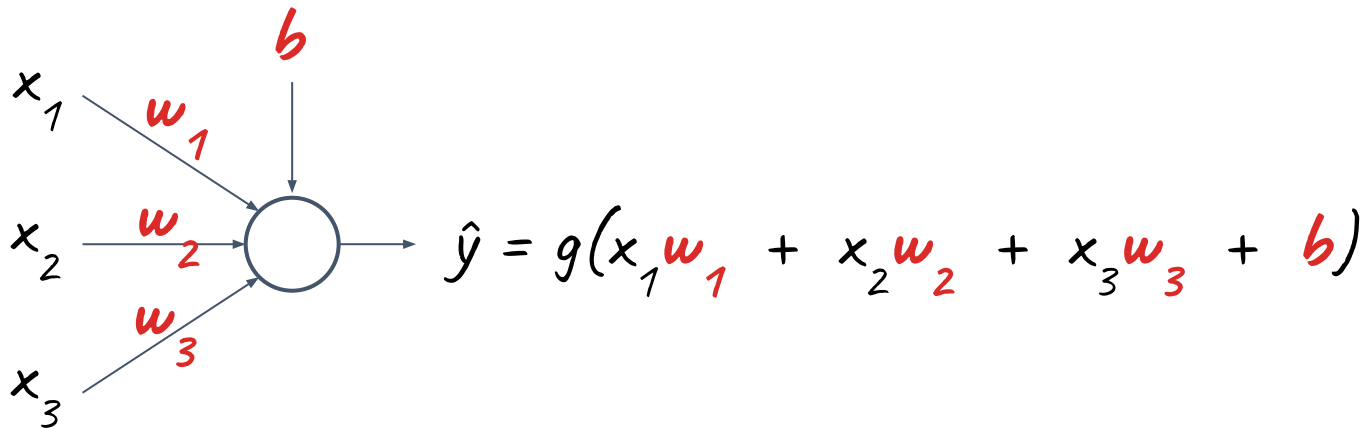 b
x₁
w₁
w₂
x₂
ŷ = g(x₁w₁ + x₂w₂ + x₃w₃ + b)
w₃
x₃